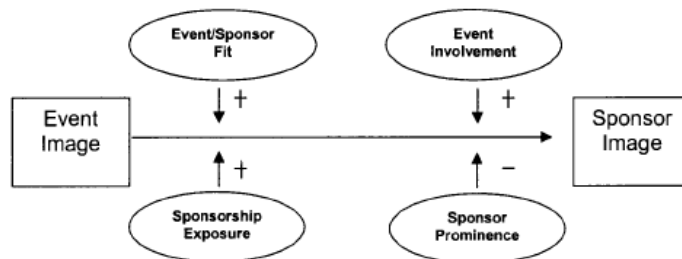 Event/Sponsor
Fit
Event
Involvement
+
+
Event
Image
Sponsor
Image
+
−
Sponsorship
Exposure
Sponsor
Prominence